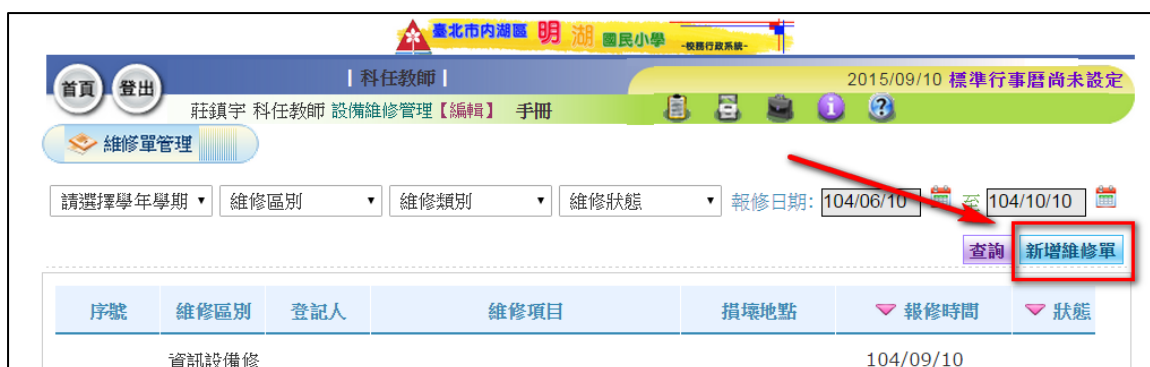 臺北市內湖區 明 湖 國民小學 -校務行政系統-
首頁 登出 | 科任教師 | 2015/09/10 標準行事曆尚未設定
莊鎮宇 科任教師 設備維修管理【編輯】 手冊
維修單管理
請選擇學年學期 維修區別 維修類別 維修狀態 報修日期: 104/06/10 至 104/10/10
查詢 新增維修單
序號 維修區別 登記人 維修項目 損壞地點 報修時間 狀態
資訊設備修 104/09/10